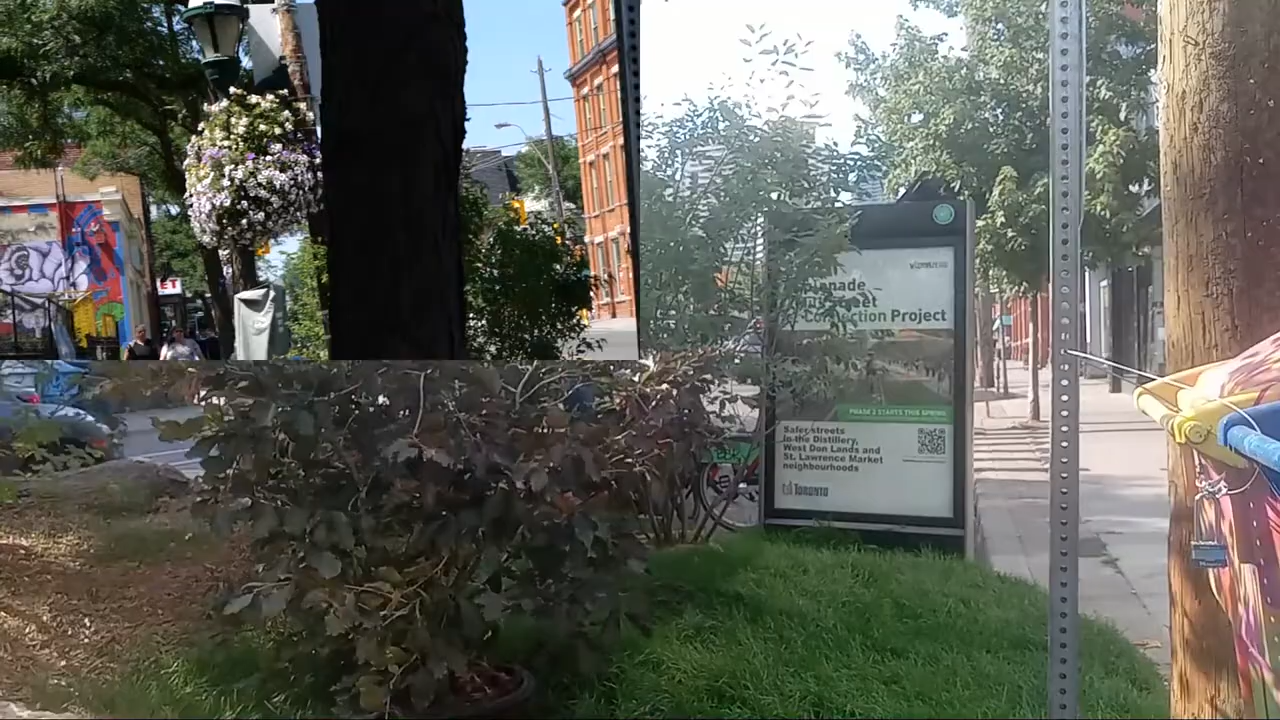 Connection Project
PHASE 2 STARTS THIS SPRING
Safer streets
in the Distillery,
West Don Lands and
St. Lawrence Market
neighbourhoods
TORONTO